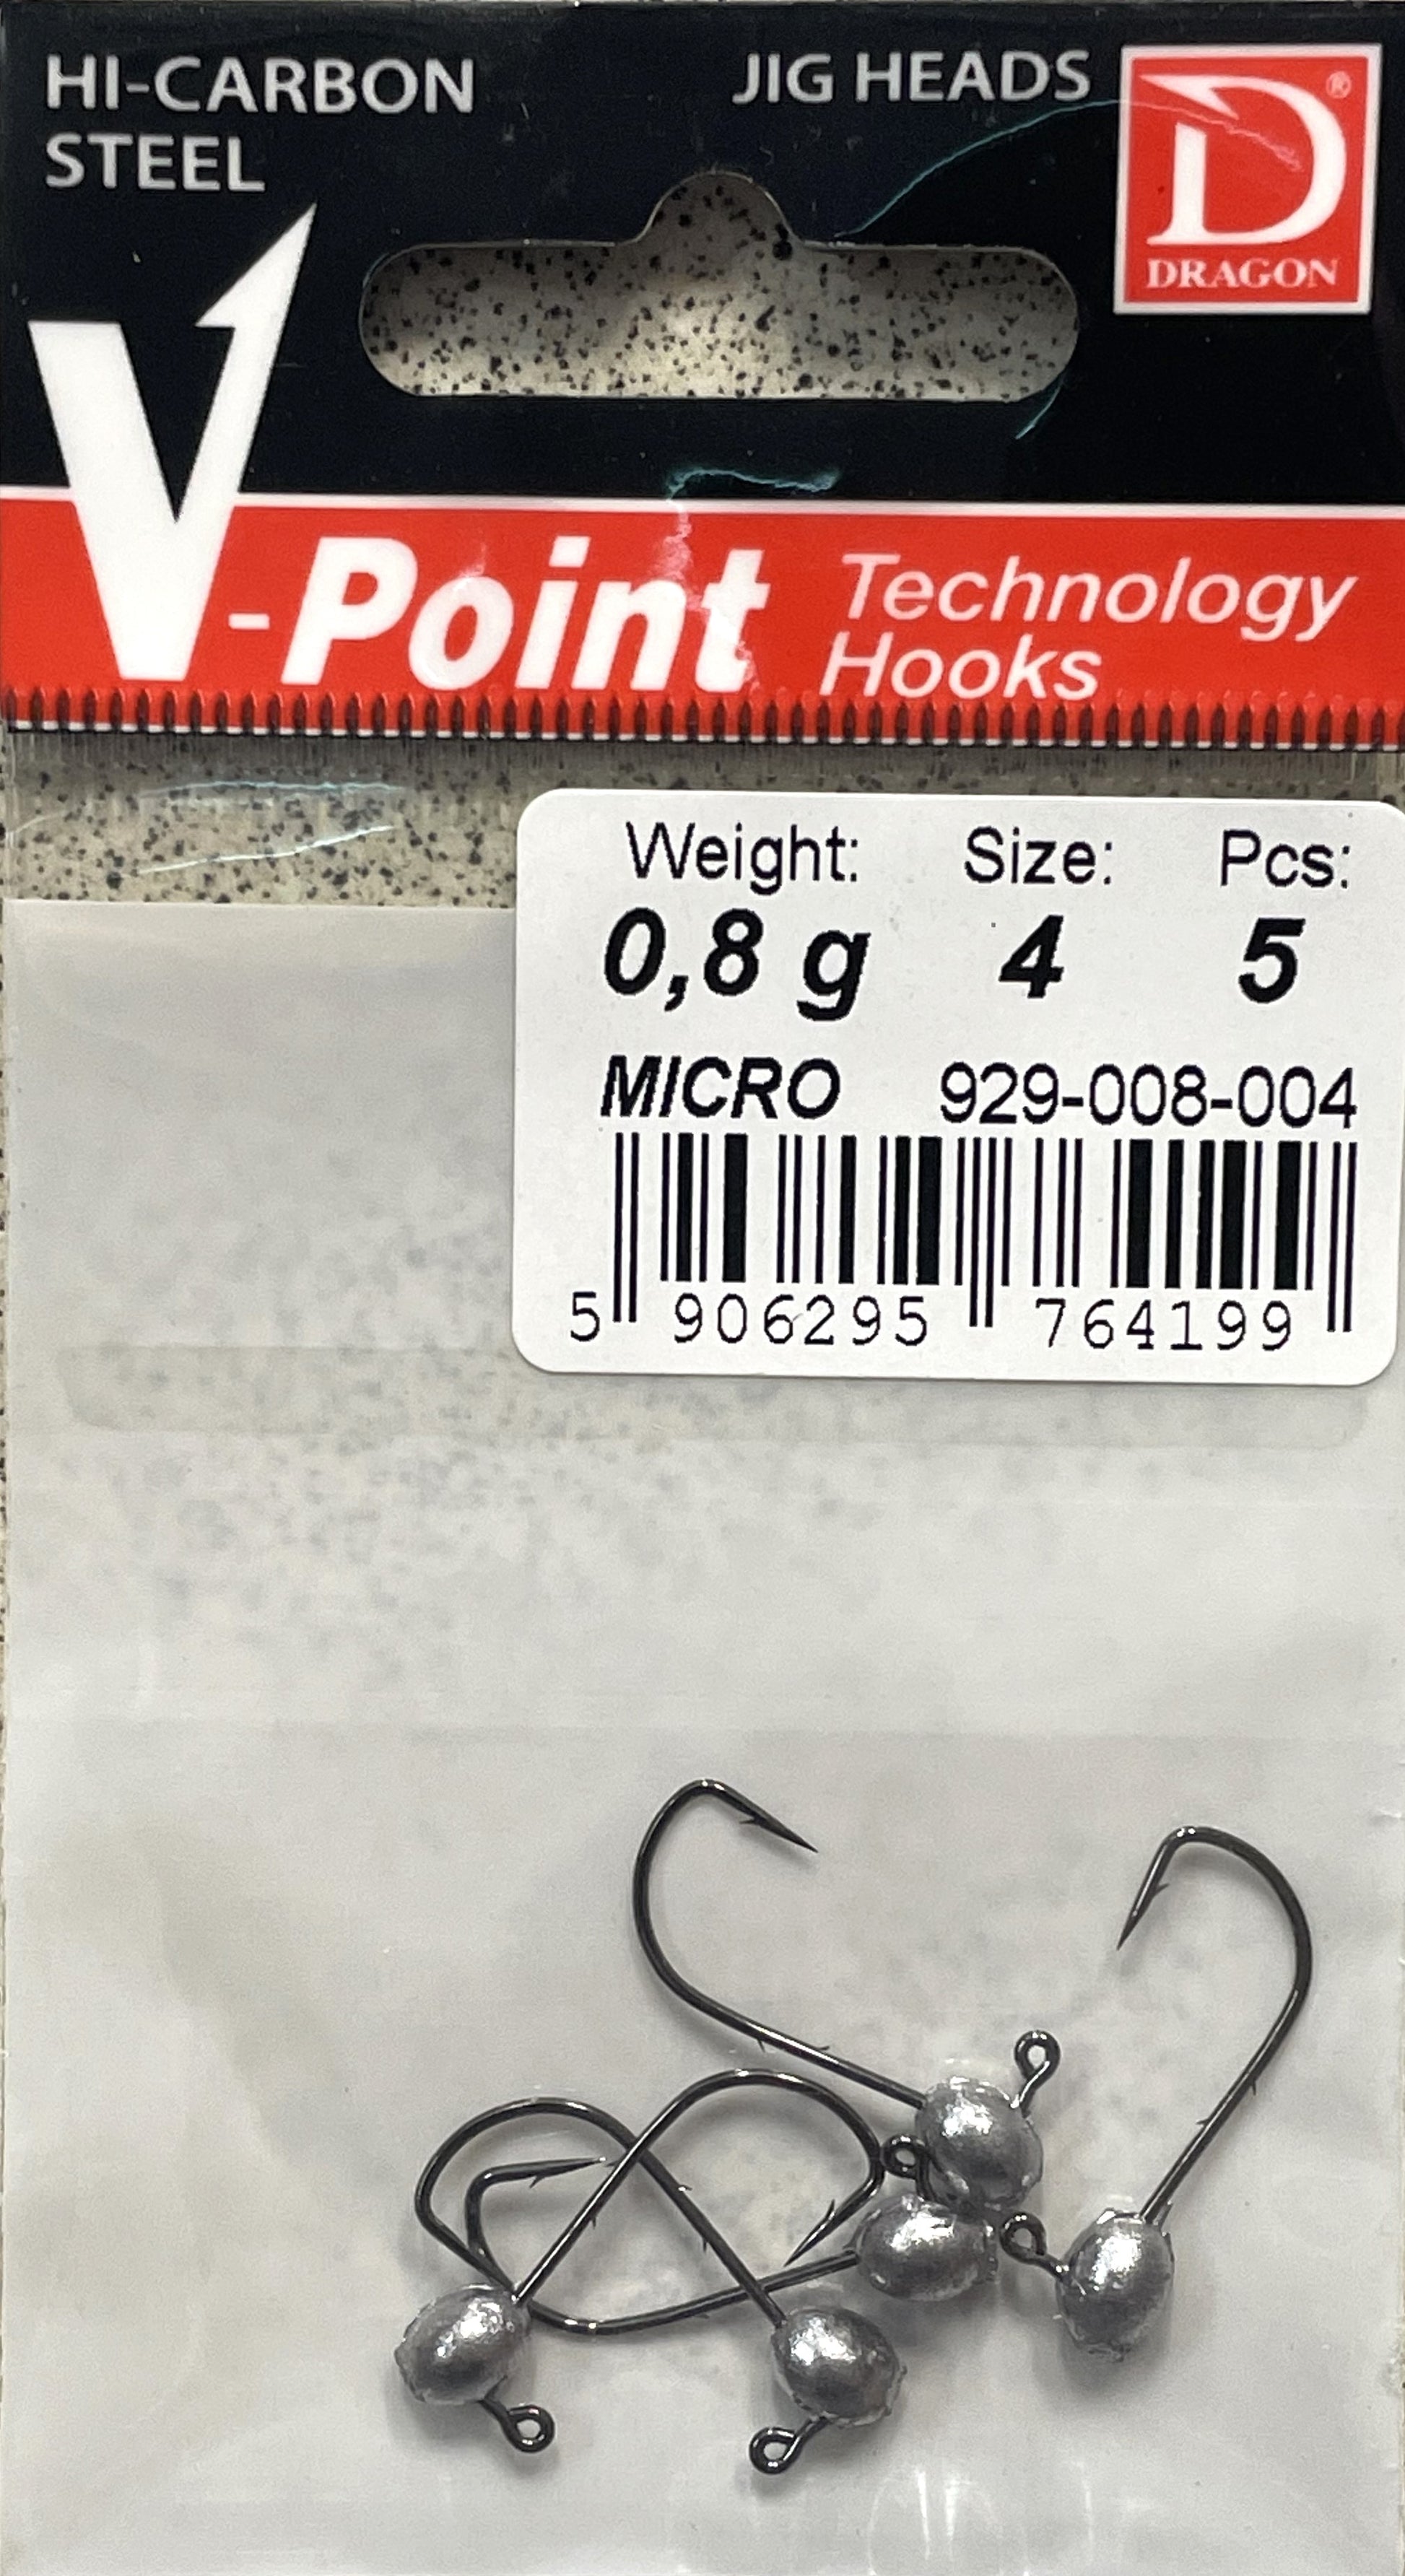 HI-CARBON
STEEL
JIG HEADS
D®
DRAGON
V-Point Technology
Hooks
Weight: Size: Pcs:
0,8 g 4 5
MICRO 929-008-004
5 906295 764199